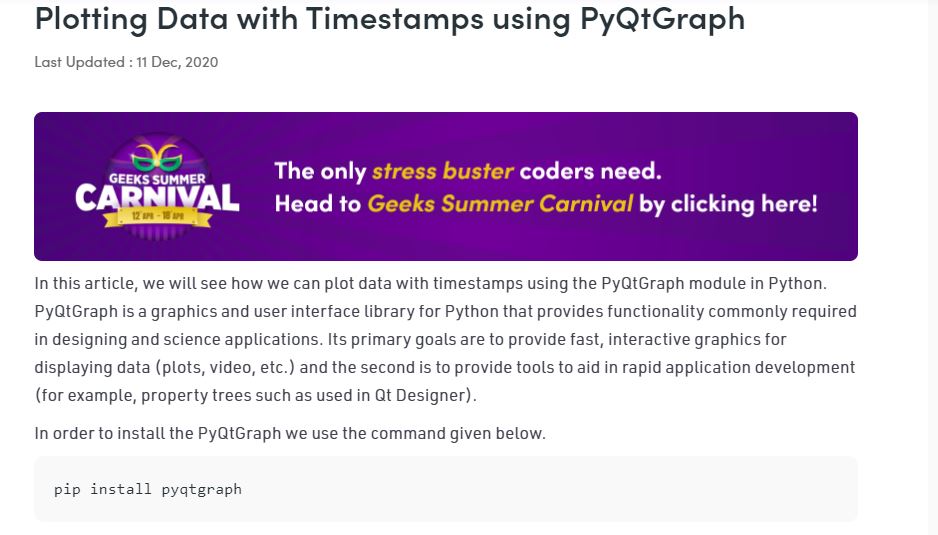 Plotting Data with Timestamps using PyQtGraph
Last Updated : 11 Dec, 2020
GEEKS SUMMER
CARNIVAL
12 APR - 18 APR
The only stress buster coders need.
Head to Geeks Summer Carnival by clicking here!
In this article, we will see how we can plot data with timestamps using the PyQtGraph module in Python.
PyQtGraph is a graphics and user interface library for Python that provides functionality commonly required
in designing and science applications. Its primary goals are to provide fast, interactive graphics for
displaying data (plots, video, etc.) and the second is to provide tools to aid in rapid application development
(for example, property trees such as used in Qt Designer).
In order to install the PyQtGraph we use the command given below.
pip install pyqtgraph